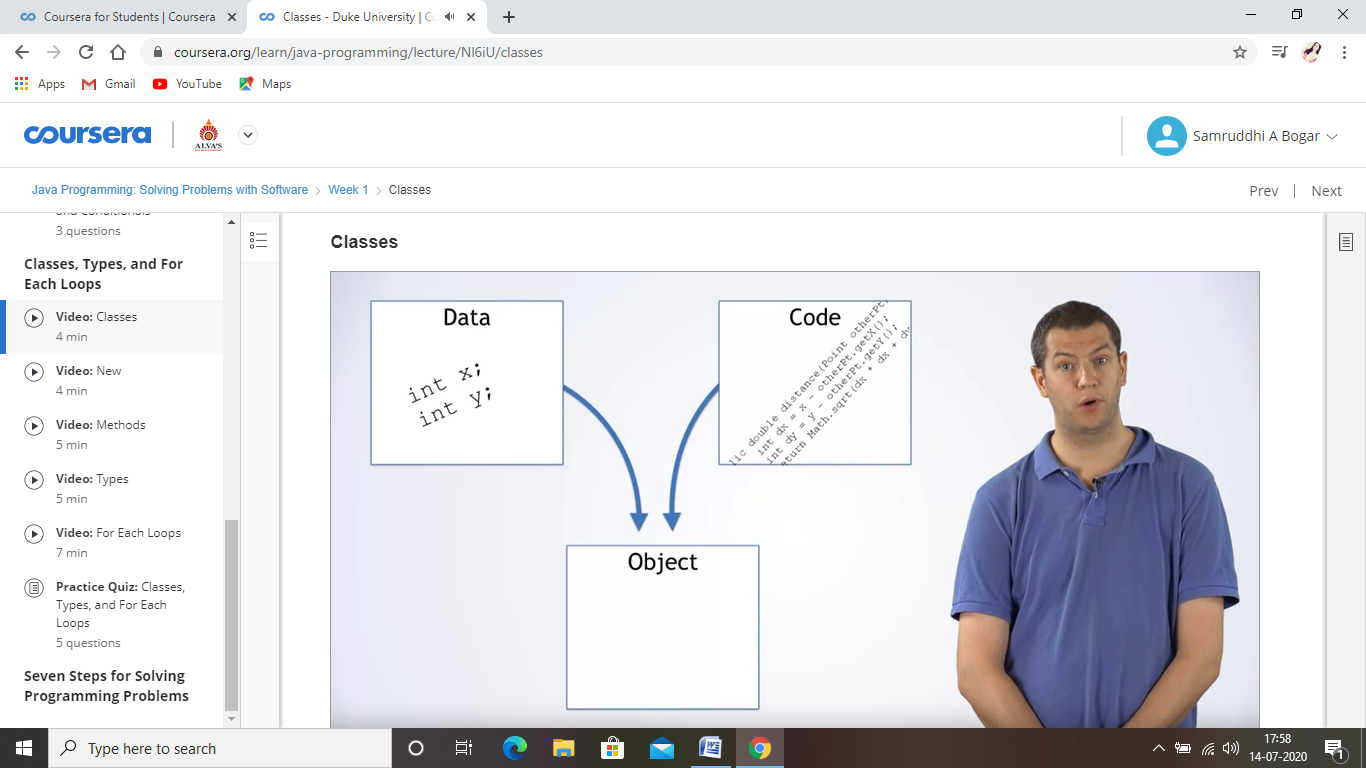 Coursera for Students | Coursera
Classes - Duke University | Co
coursera.org/learn/java-programming/lecture/NI6iU/classes
Apps Gmail YouTube Maps
coursera
ALVA'S
Samruddhi A Bogar
Java Programming: Solving Problems with Software > Week 1 > Classes
Prev | Next
and Conditionals
3 questions
Classes, Types, and For
Each Loops
Video: Classes
4 min
Video: New
4 min
Video: Methods
5 min
Video: Types
5 min
Video: For Each Loops
7 min
Practice Quiz: Classes,
Types, and For Each
Loops
5 questions
Seven Steps for Solving
Programming Problems
Classes
Data
int x;
int y;
Code
lic double distance(Point otherPt
int dx = x - otherPt.getX();
int dy = y - otherPt.getY();
eturn Math.sqrt(dx * dx + dy
Object
Type here to search
17:58
14-07-2020
1